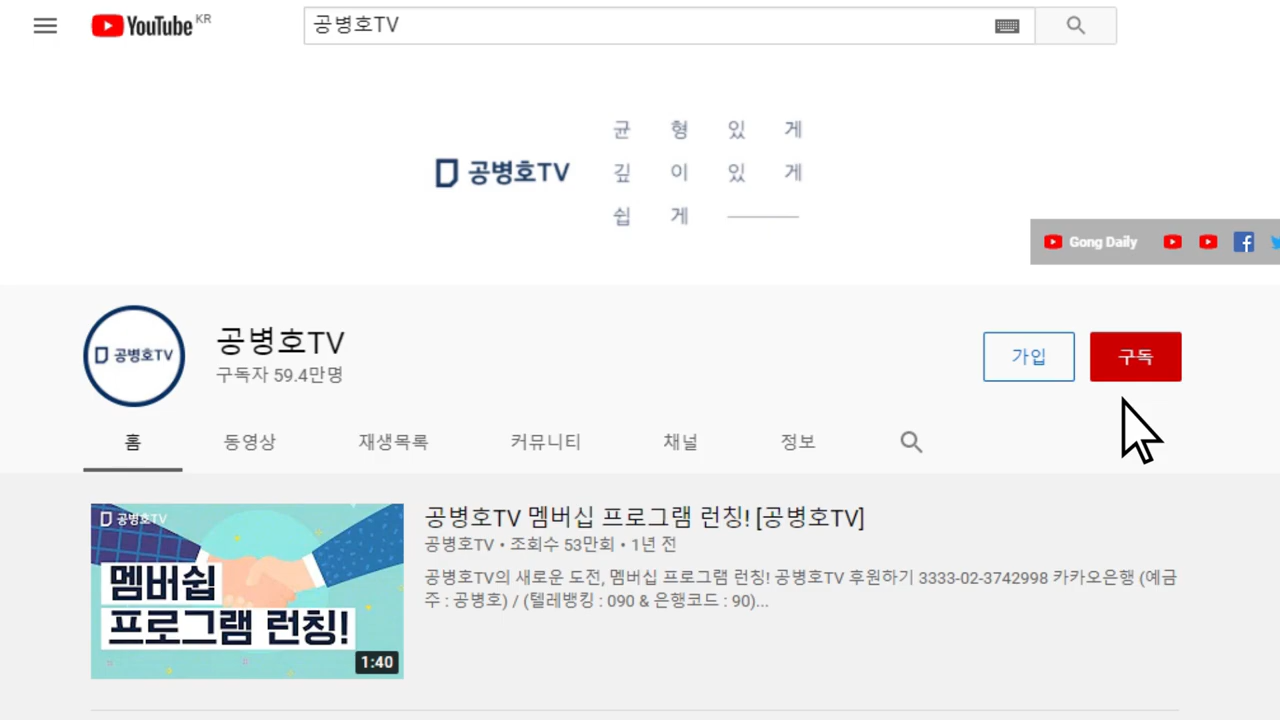 YouTube KR
공병호TV
균형있게
공병호TV 깊이있게
쉽게
Gong Daily
공병호TV
공병호TV
구독자 59.4만명
가입
구독
홈 동영상 재생목록 커뮤니티 채널 정보
공병호TV
멤버쉽
프로그램 런칭!
1:40
공병호TV 멤버십 프로그램 런칭! [공병호TV]
공병호TV • 조회수 53만회 • 1년 전
공병호TV의 새로운 도전, 멤버십 프로그램 런칭! 공병호TV 후원하기 3333-02-3742998 카카오은행 (예금
주 : 공병호) / (텔레뱅킹 : 090 & 은행코드 : 90)...